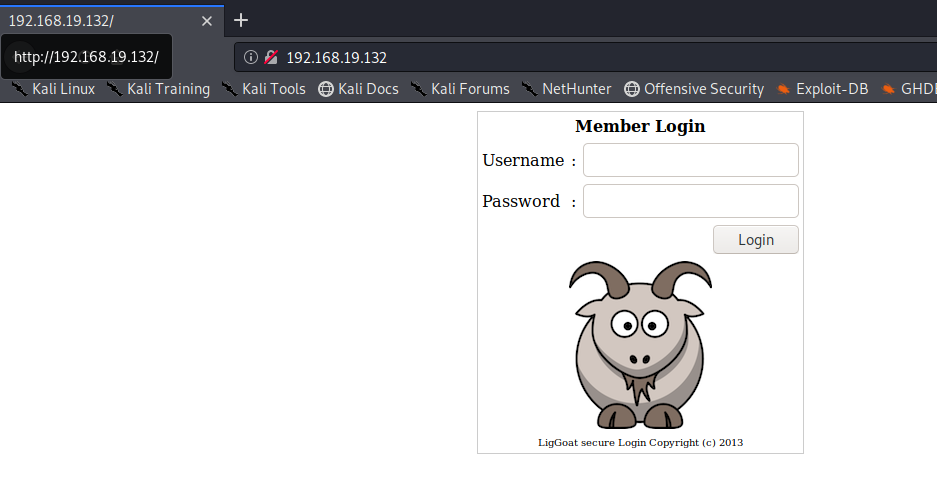 192.168.19.132/
http://192.168.19.132/
192.168.19.132
Kali Linux Kali Training Kali Tools Kali Docs Kali Forums NetHunter Offensive Security Exploit-DB GHD
Member Login
Username :
Password :
Login
LigGoat secure Login Copyright (c) 2013